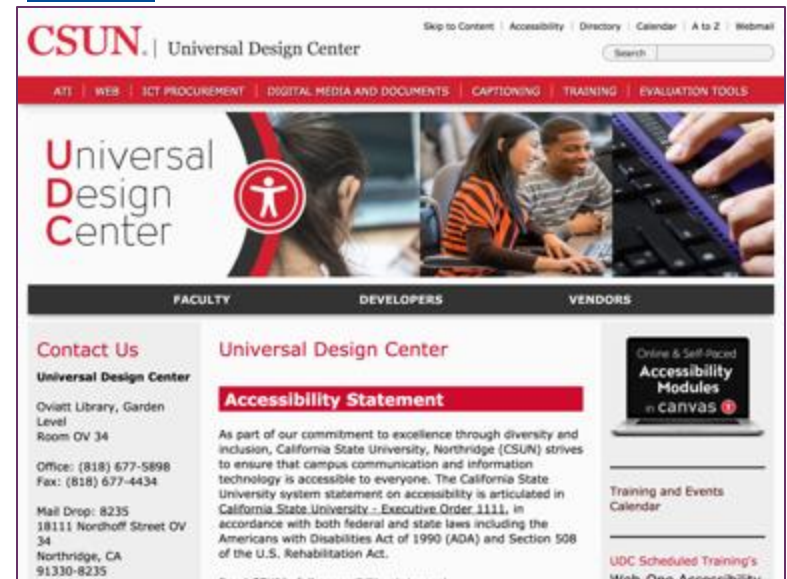 Skip to Content | Accessibility | Directory | Calendar | A to Z | Webmail
CSUN. | Universal Design Center
Search
ATI | WEB | ICT PROCUREMENT | DIGITAL MEDIA AND DOCUMENTS | CAPTIONING | TRAINING | EVALUATION TOOLS
Universal
Design
Center
FACULTY DEVELOPERS VENDORS
Contact Us
Universal Design Center
Oviatt Library, Garden
Level
Room OV 34
Office: (818) 677-5898
Fax: (818) 677-4434
Mail Drop: 8235
18111 Nordhoff Street OV
34
Northridge, CA
91330-8235
Universal Design Center
Accessibility Statement
As part of our commitment to excellence through diversity and
inclusion, California State University, Northridge (CSUN) strives
to ensure that campus communication and information
technology is accessible to everyone. The California State
University system statement on accessibility is articulated in
California State University - Executive Order 1111, in
accordance with both federal and state laws including the
Americans with Disabilities Act of 1990 (ADA) and Section 508
of the U.S. Rehabilitation Act.
Online & Self-Paced
Accessibility
Modules
in canvas
Training and Events
Calendar
UDC Scheduled Training's
Web-One Accessibility